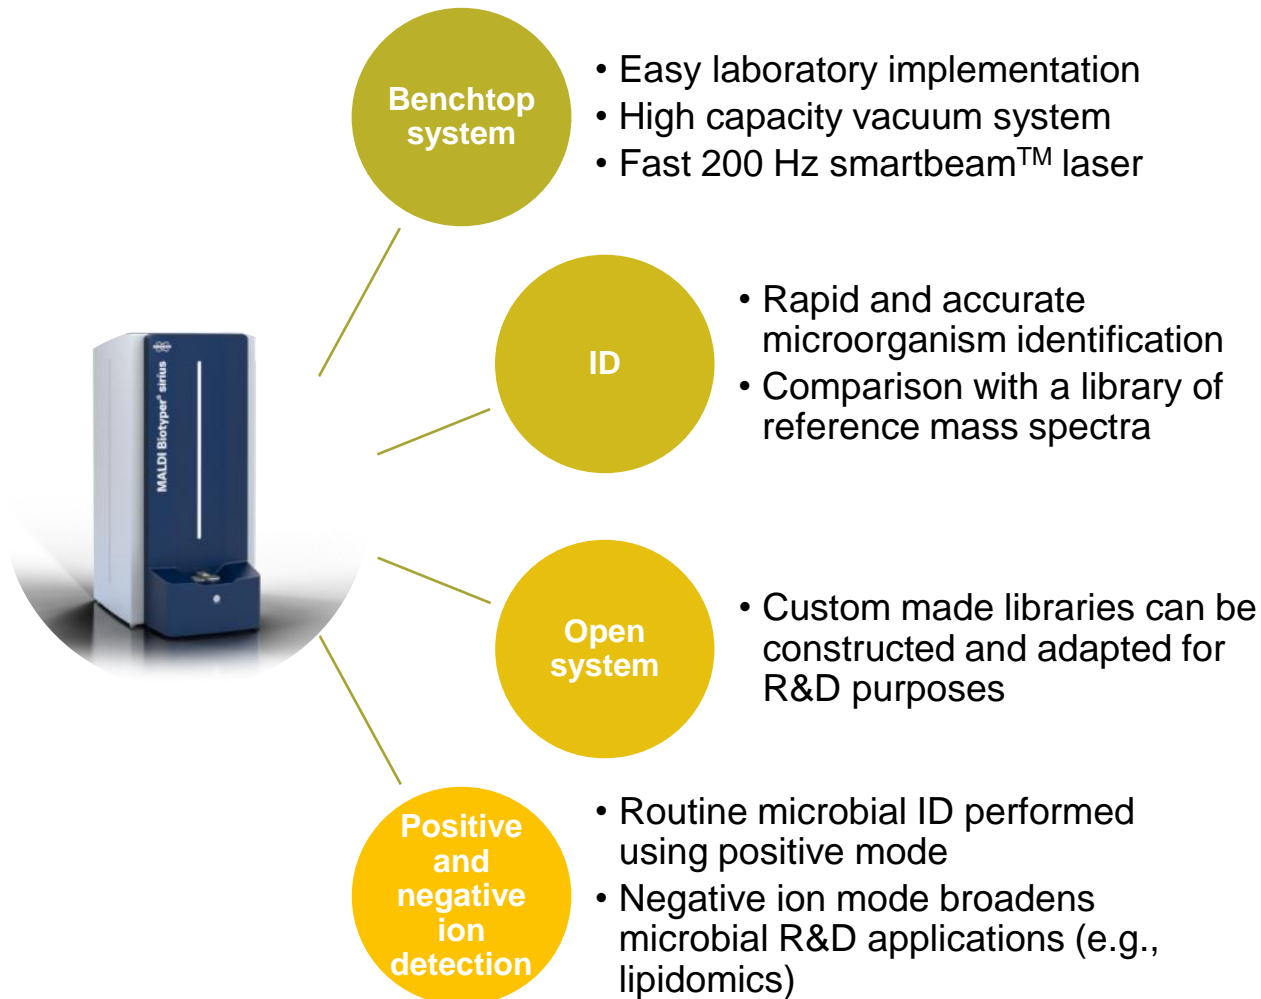 Benchtop
system
• Easy laboratory implementation
• High capacity vacuum system
• Fast 200 Hz smartbeam™ laser
ID
• Rapid and accurate
microorganism identification
• Comparison with a library of
reference mass spectra
MALDI Biotyper® sirius
Open
system
• Custom made libraries can be
constructed and adapted for
R&D purposes
Positive
and
negative
ion
detection
• Routine microbial ID performed
using positive mode
• Negative ion mode broadens
microbial R&D applications (e.g.,
lipidomics)